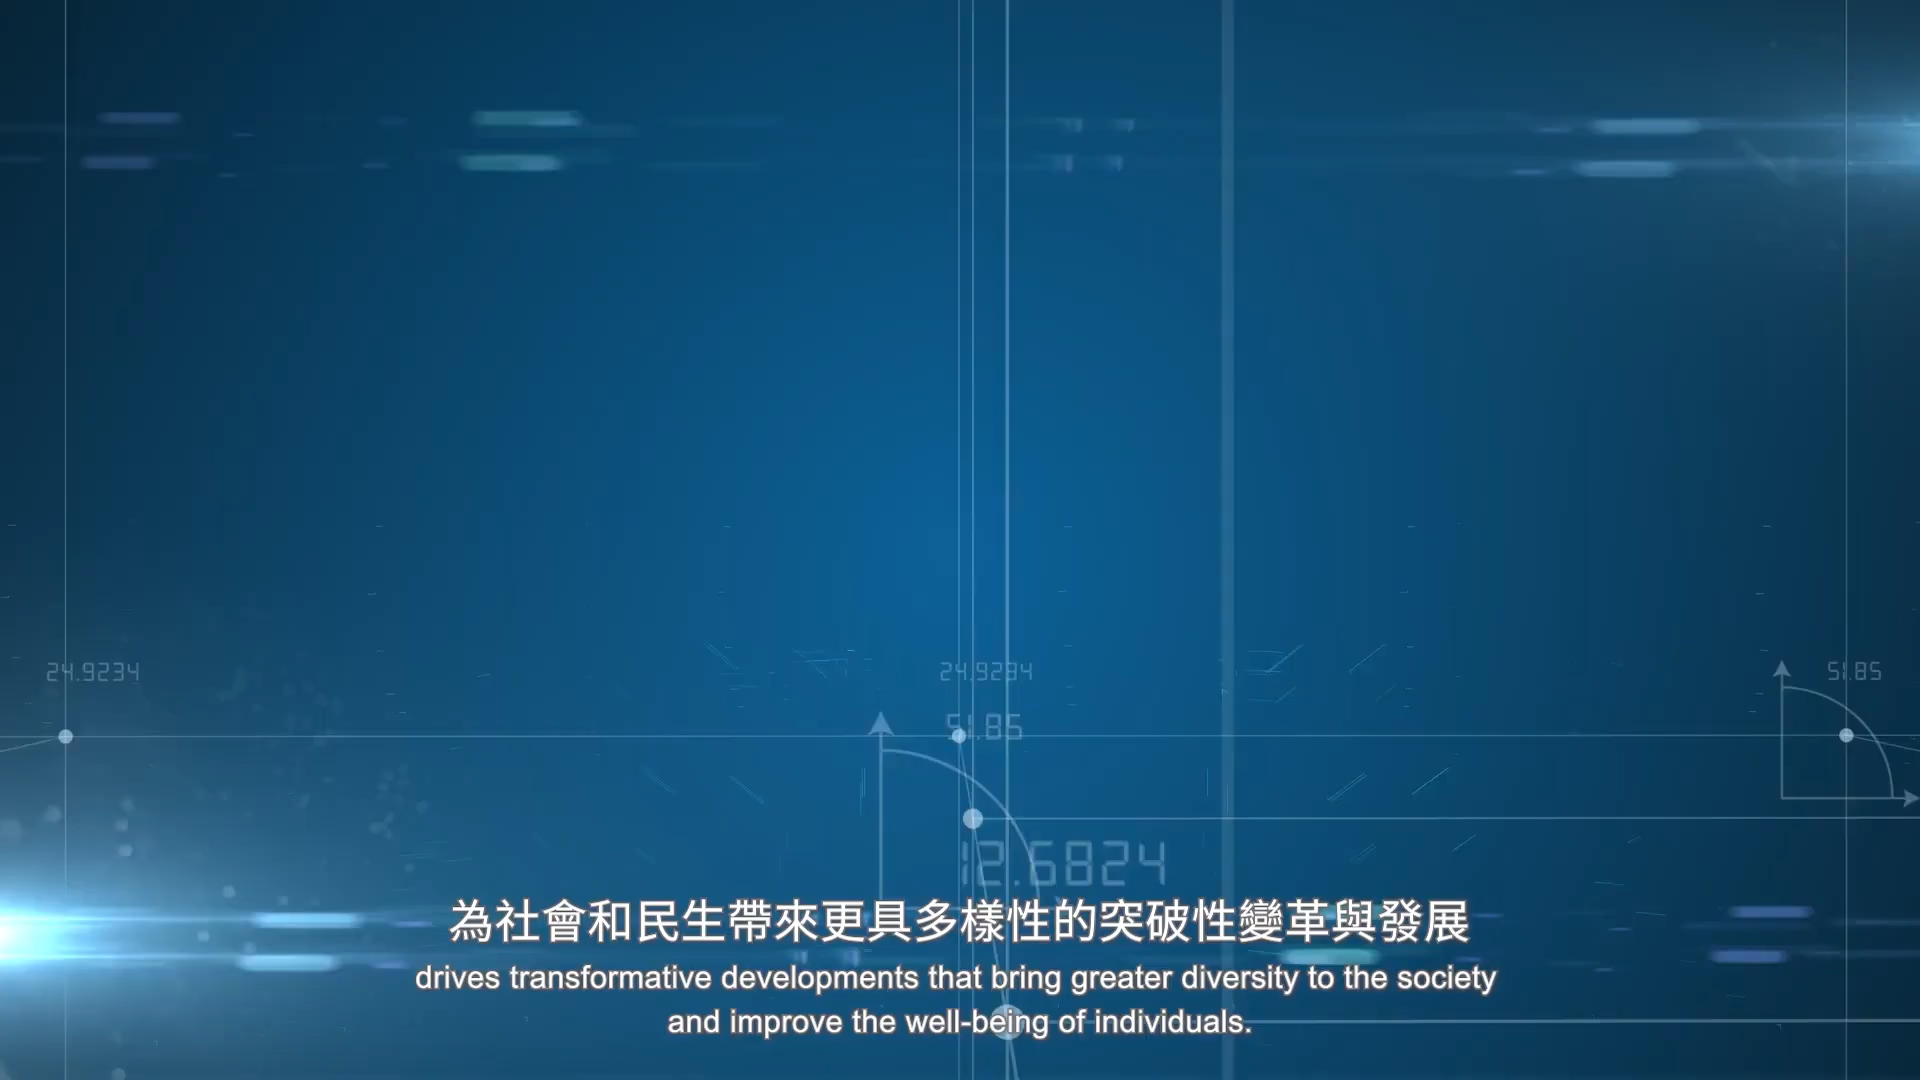 24.9234
24.9234
51.85
51.85
12.6824
為社會和民生帶來更具多樣性的突破性變革與發展
drives transformative developments that bring greater diversity to the society
and improve the well-being of individuals.